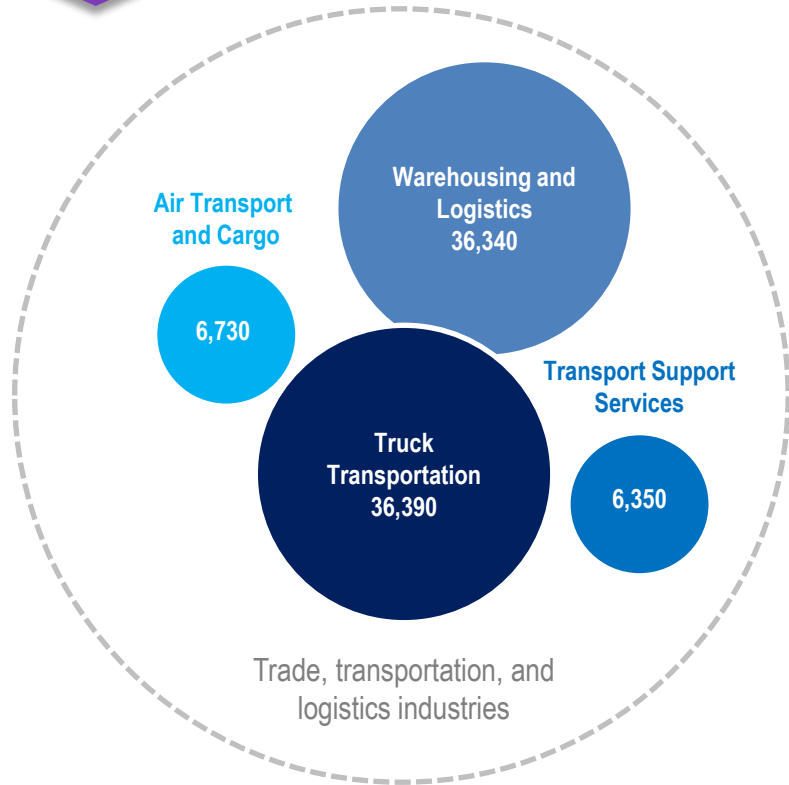 Warehousing and
Logistics
36,340
Air Transport
and Cargo
6,730
Transport Support
Services
6,350
Truck
Transportation
36,390
Trade, transportation, and
logistics industries